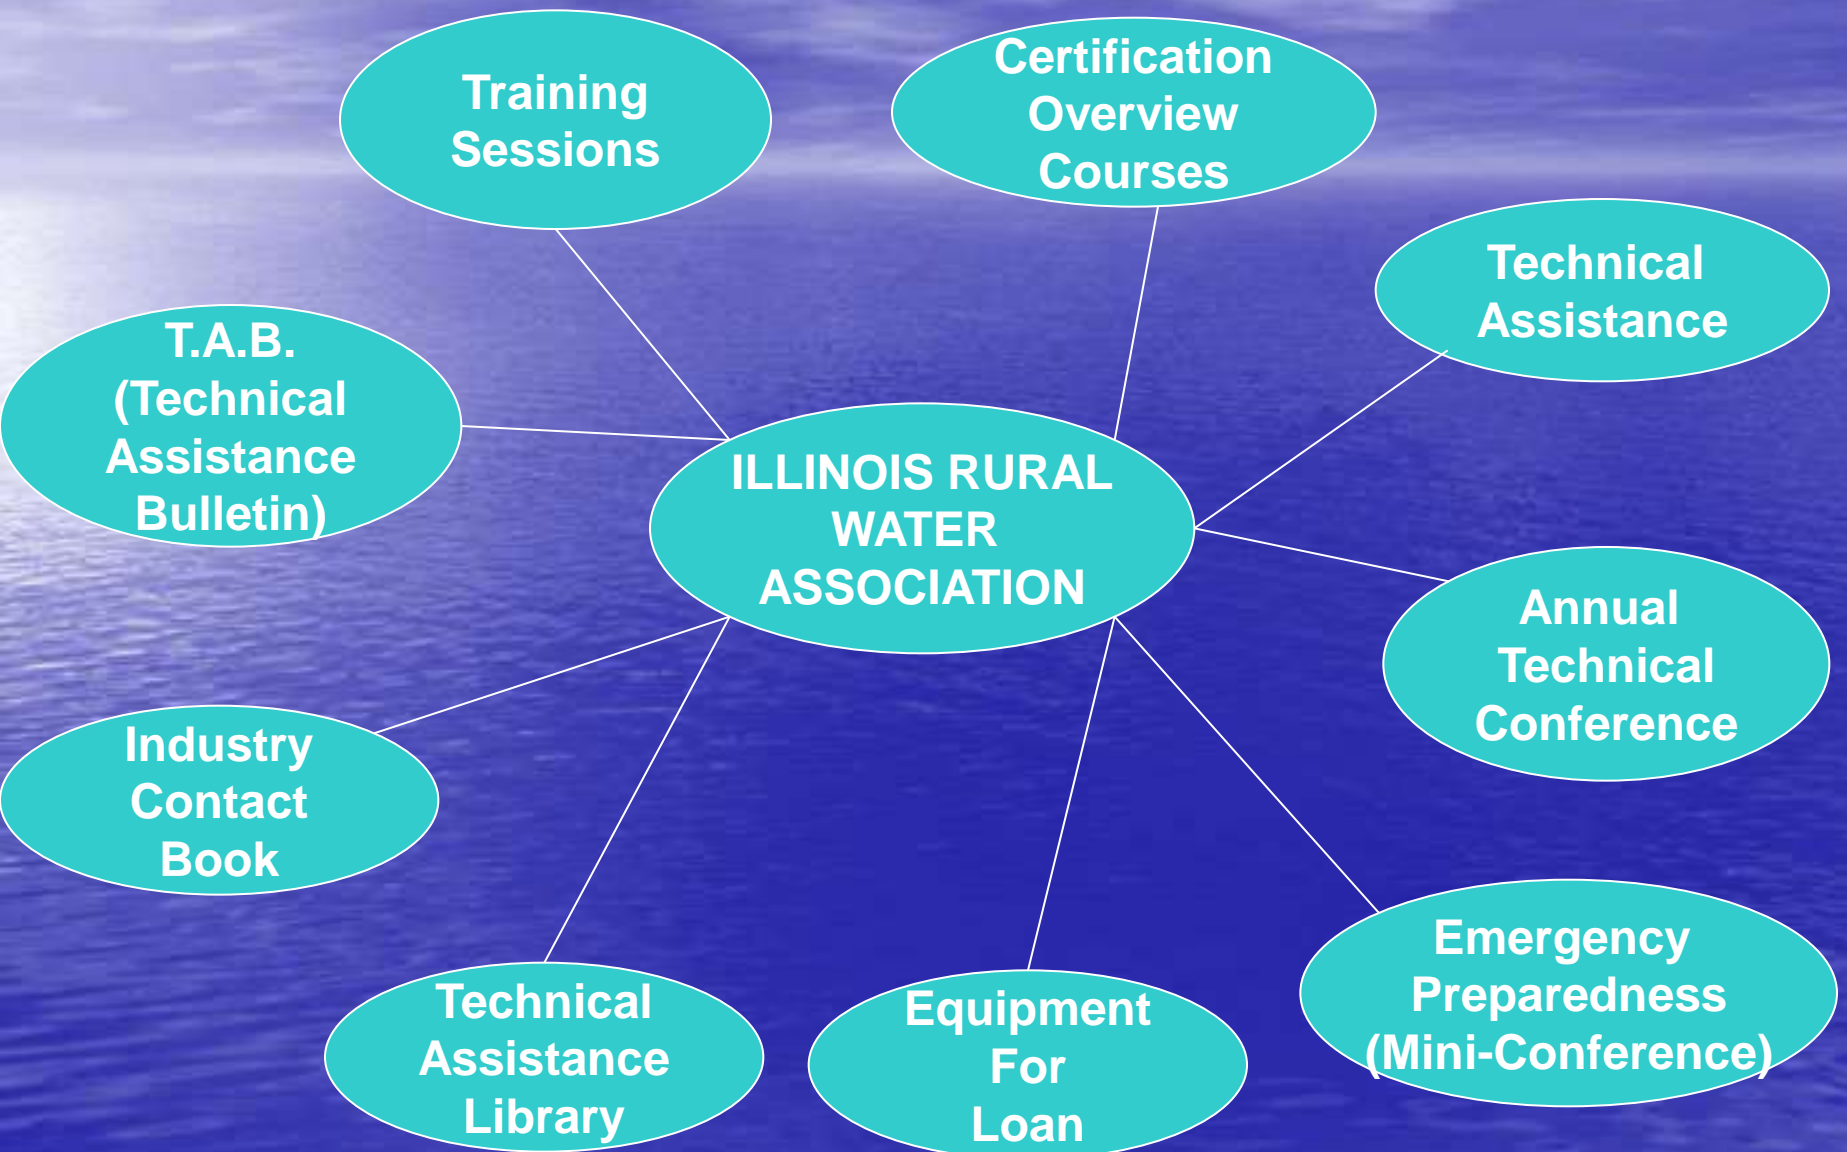 Training
Sessions
Certification
Overview
Courses
Technical
Assistance
T.A.B.
(Technical
Assistance
Bulletin)
ILLINOIS RURAL
WATER
ASSOCIATION
Annual
Technical
Conference
Industry
Contact
Book
Emergency
Preparedness
(Mini-Conference)
Technical
Assistance
Library
Equipment
For
Loan